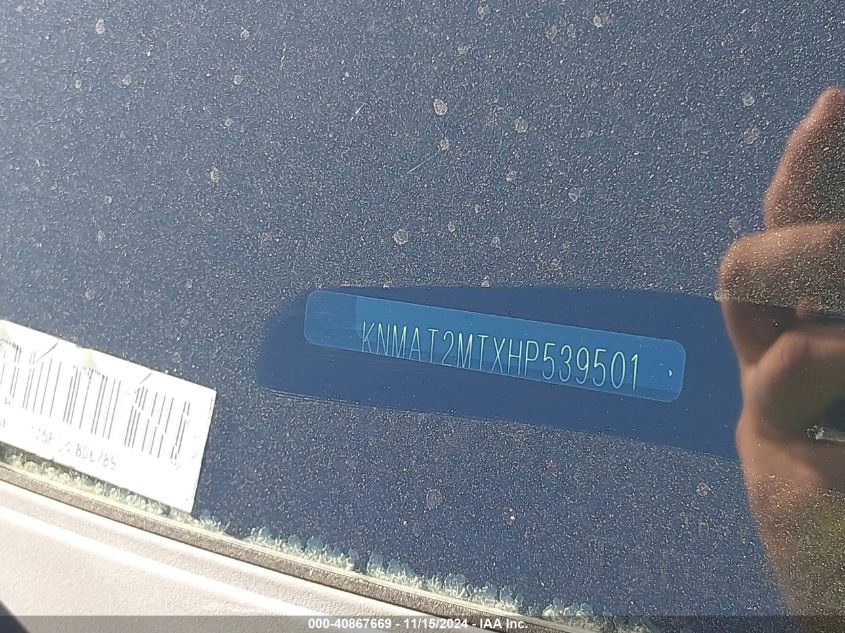 KNMAT2MTXHP539501
000-40867669 - 11/15/2024 - IAA Inc.